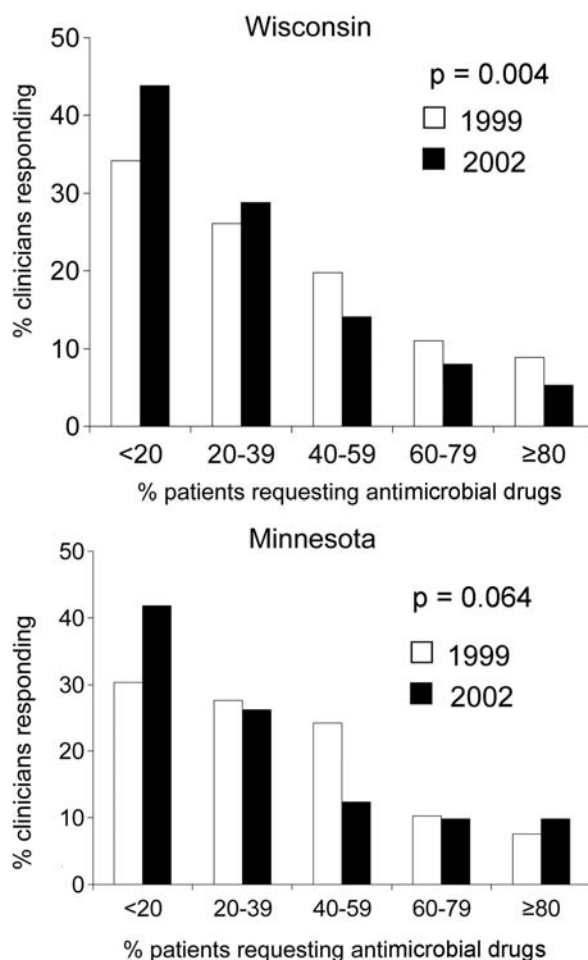 Wisconsin
50
40
30
20
10
0
% clinicians responding
p = 0.004
1999
2002
<20 20-39 40-59 60-79 ≥80
% patients requesting antimicrobial drugs
Minnesota
50
40
30
20
10
0
% clinicians responding
p = 0.064
1999
2002
<20 20-39 40-59 60-79 ≥80
% patients requesting antimicrobial drugs